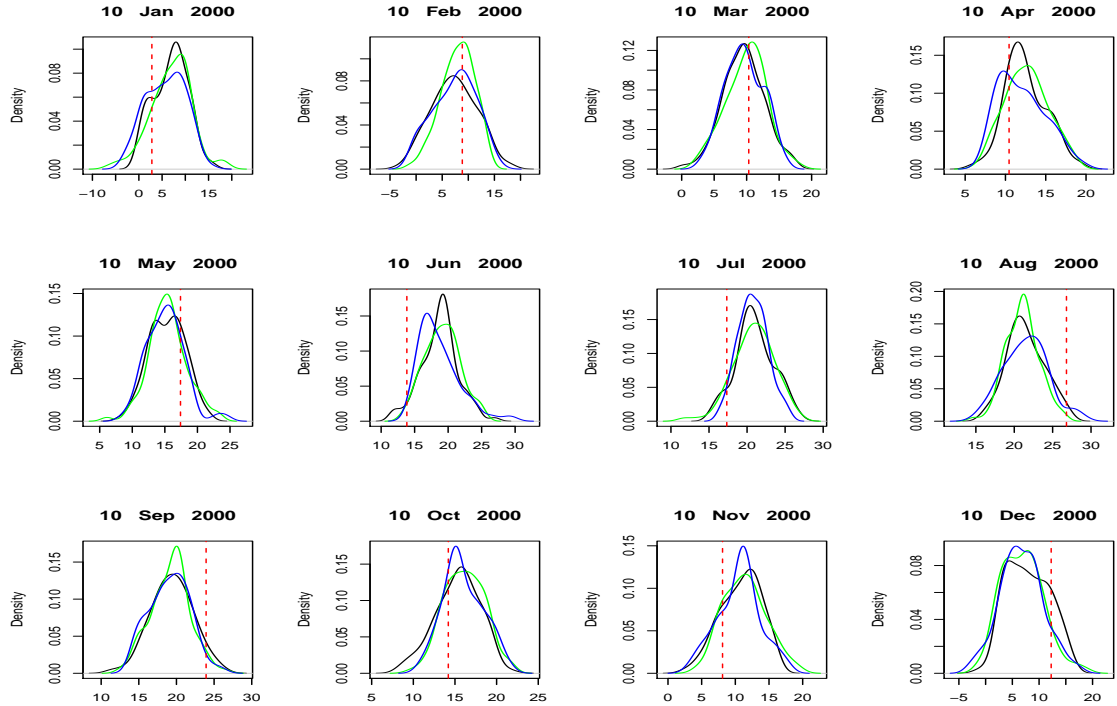 10 Jan 2000
10 Feb 2000
10 Mar 2000
10 Apr 2000
Density
0.00 0.04 0.08
−10 0 5 15
Density
0.00 0.04 0.08
−5 5 15
Density
0.00 0.04 0.08 0.12
0 5 10 15 20
Density
0.00 0.05 0.10 0.15
5 10 15 20
10 May 2000
10 Jun 2000
10 Jul 2000
10 Aug 2000
Density
0.00 0.05 0.10 0.15
5 10 15 20 25
Density
0.00 0.05 0.10 0.15
10 15 20 25 30
Density
0.00 0.05 0.10 0.15
10 15 20 25 30
Density
0.00 0.05 0.10 0.15 0.20
15 20 25 30
10 Sep 2000
10 Oct 2000
10 Nov 2000
10 Dec 2000
Density
0.00 0.05 0.10 0.15
10 15 20 25 30
Density
0.00 0.05 0.10 0.15
5 10 15 20 25
Density
0.00 0.05 0.10 0.15
0 5 10 15 20
Density
0.00 0.04 0.08
−5 5 10 20